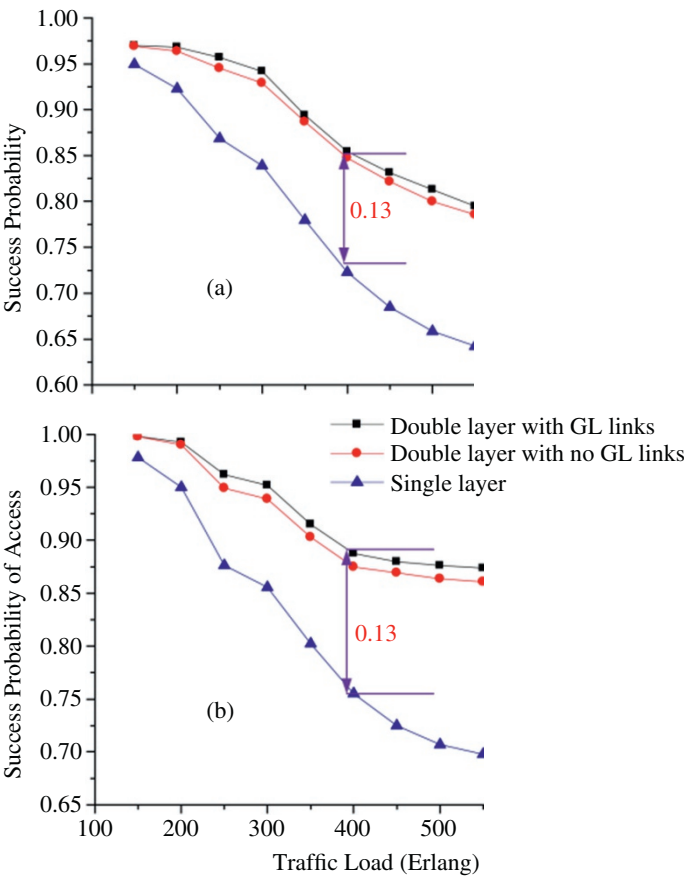 1.00
0.95
0.90
0.85
0.80
0.75
0.70
0.65
0.60
Success Probability
0.13
(a)
Double layer with GL links
Double layer with no GL links
Single layer
1.00
0.95
0.90
0.85
0.80
0.75
0.70
0.65
Success Probability of Access
0.13
(b)
100 200 300 400 500
Traffic Load (Erlang)